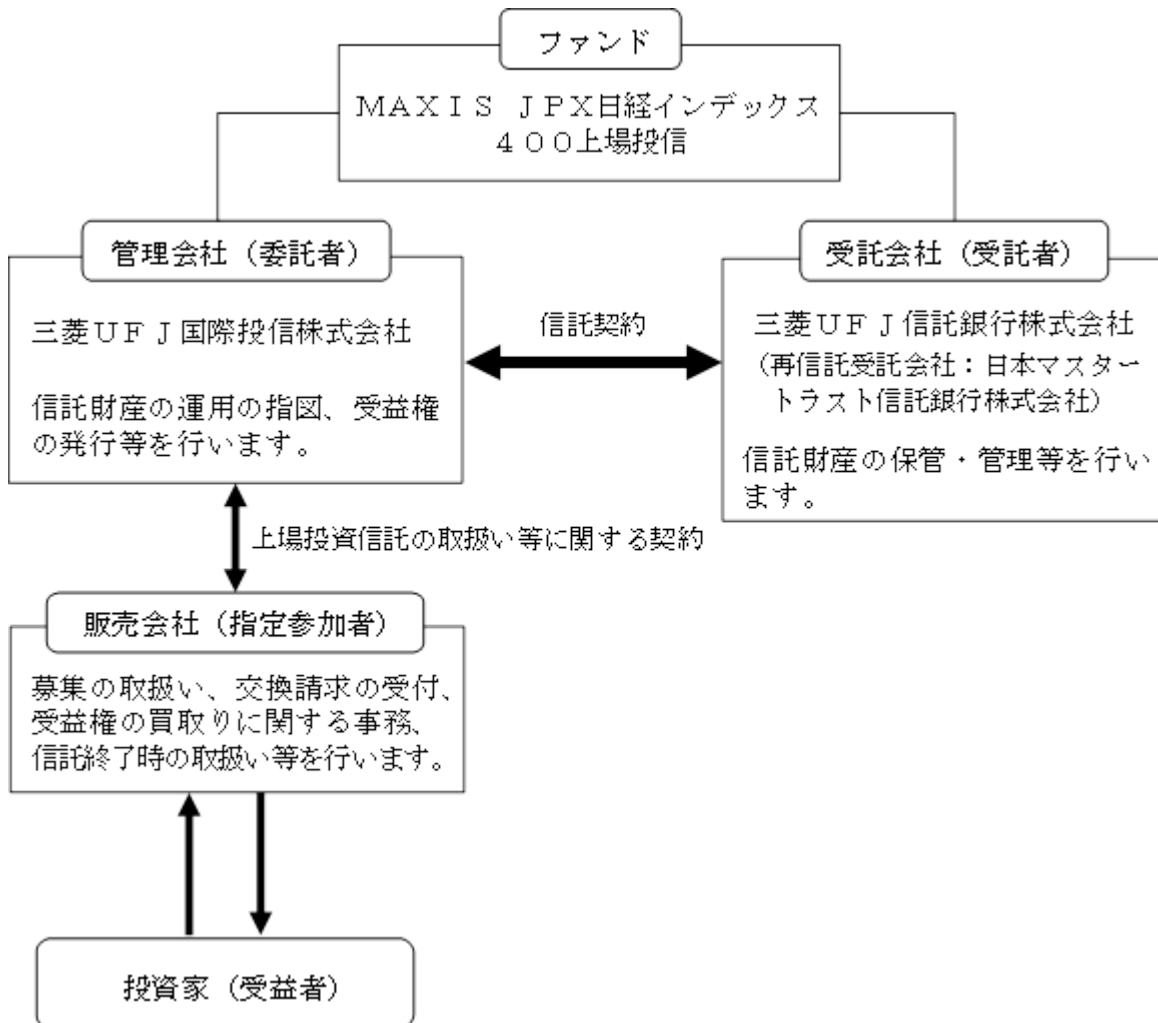 ファンド
ＭＡＸＩＳ ＪＰＸ日経インデックス
４００上場投信
管理会社（委託者）
三菱ＵＦＪ国際投信株式会社
信託財産の運用の指図、受益権
の発行等を行います。
信託契約
受託会社（受託者）
三菱ＵＦＪ信託銀行株式会社
（再信託受託会社：日本マスター
トラスト信託銀行株式会社）
信託財産の保管・管理等を行い
ます。
上場投資信託の取扱い等に関する契約
販売会社（指定参加者）
募集の取扱い、交換請求の受付、
受益権の買取りに関する事務、
信託終了時の取扱い等を行います。
投資家（受益者）